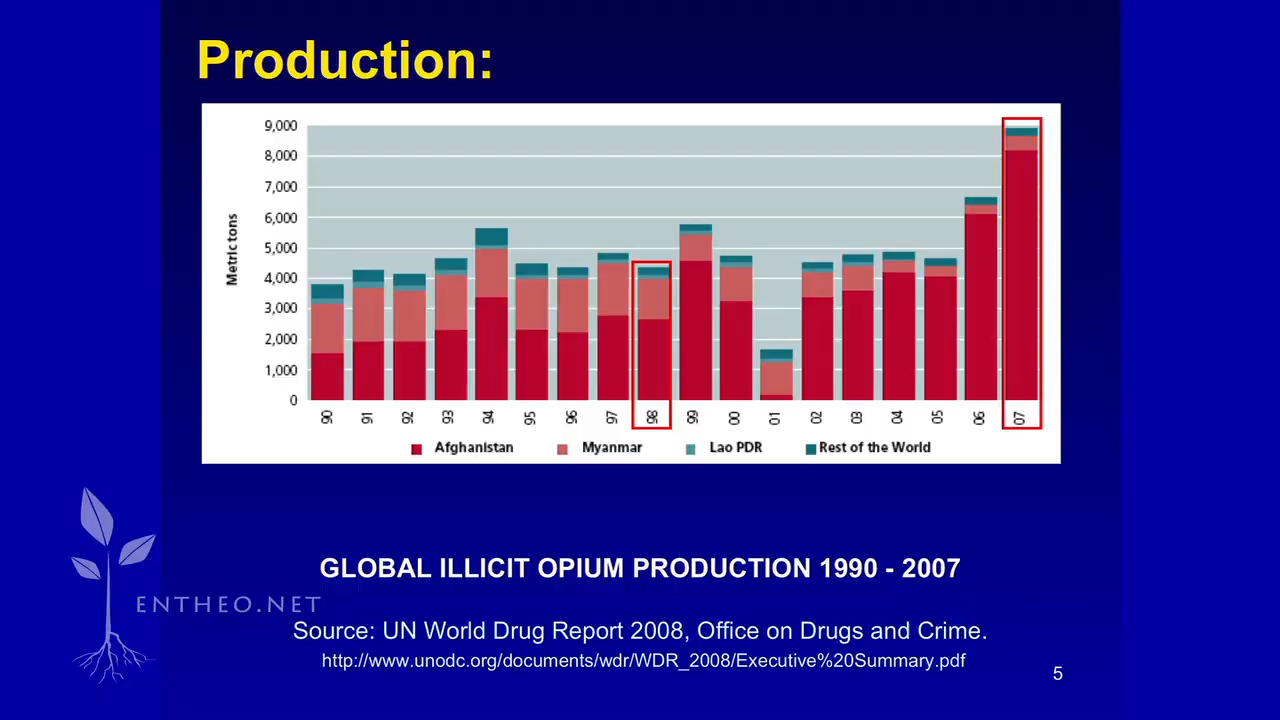 Production:
9,000
8,000
7,000
6,000
5,000
4,000
3,000
2,000
1,000
0
Metric tons
90 91 92 93 94 95 96 97 98 99 00 01 02 03 04 05 06 07
Afghanistan Myanmar Lao PDR Rest of the World
GLOBAL ILLICIT OPIUM PRODUCTION 1990 - 2007
ENTHEO.NET
Source: UN World Drug Report 2008, Office on Drugs and Crime.
http://www.unodc.org/documents/wdr/WDR_2008/Executive%20Summary.pdf
5